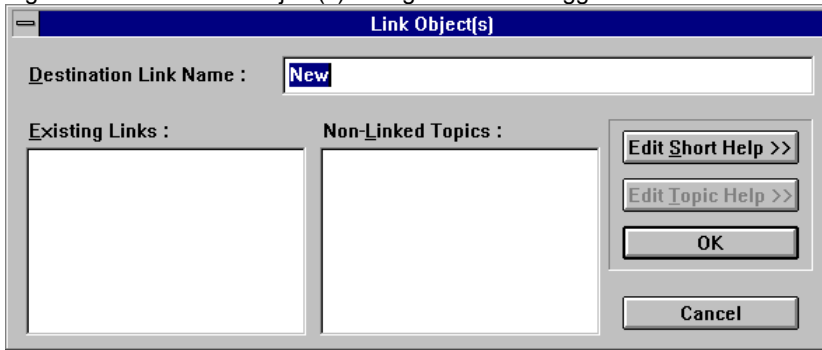 Link Object(s)
Destination Link Name : New
Existing Links :
Non-Linked Topics :
Edit Short Help >>
Edit Topic Help >>
OK
Cancel